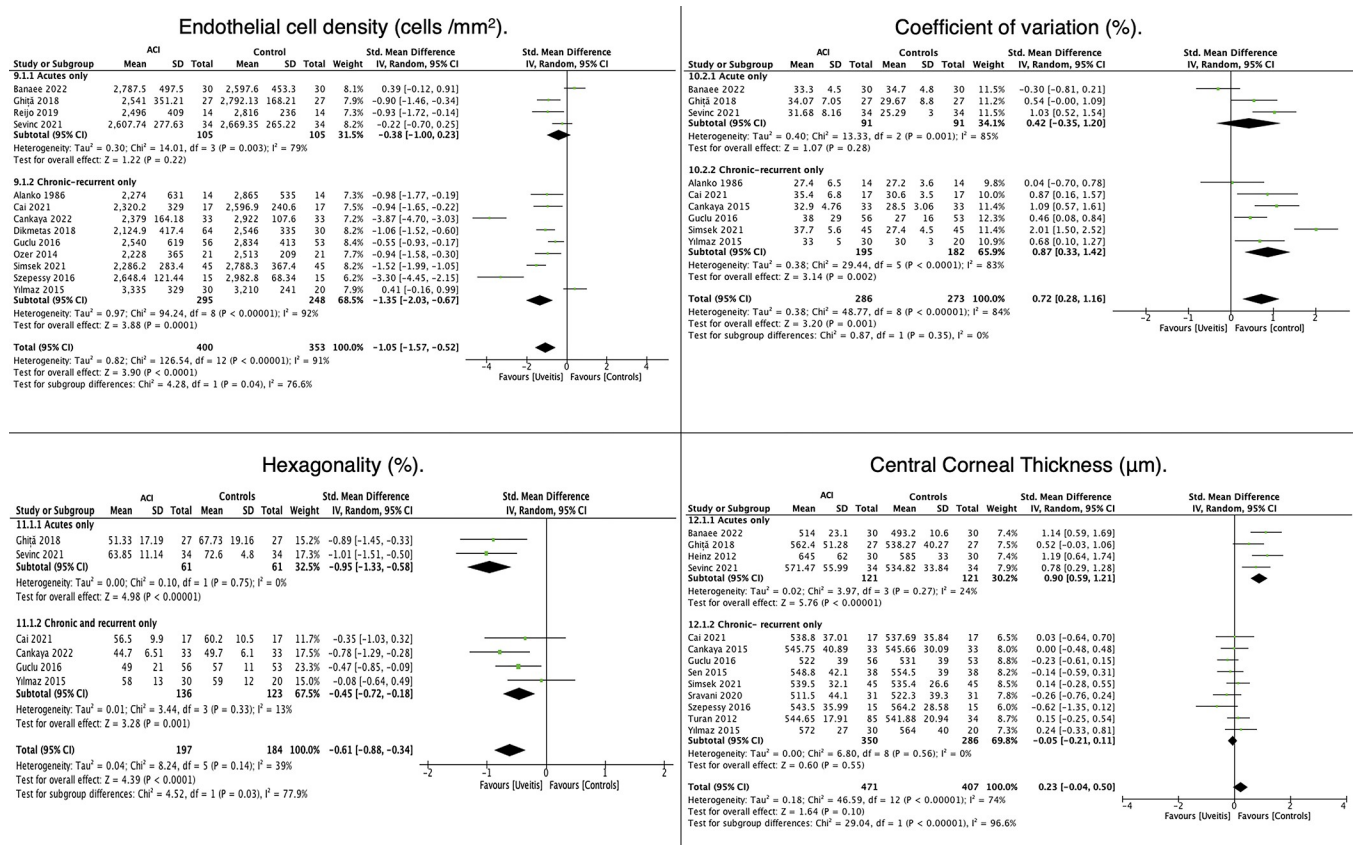 Endothelial cell density (cells /mm²).
ACI Control Std. Mean Difference Std. Mean Difference
Study or Subgroup Mean SD Total Mean SD Total Weight IV, Random, 95% CI IV, Random, 95% CI
9.1.1 Acutes only
Banaee 2022 2,787.5 497.5 30 2,597.6 453.3 30 8.1% 0.39 [-0.12, 0.91]
Ghiță 2018 2,541 351.21 27 2,792.13 168.21 27 7.9% -0.90 [-1.46, -0.34]
Reijo 2019 2,496 409 14 2,816 236 14 7.2% -0.93 [-1.72, -0.14]
Sevinc 2021 2,607.74 277.63 34 2,669.35 265.22 34 8.2% -0.22 [-0.70, 0.25]
Subtotal (95% CI) 105 105 31.5% -0.38 [-1.00, 0.23]
Heterogeneity: Tau² = 0.30; Chi² = 14.01, df = 3 (P = 0.003); I² = 79%
Test for overall effect: Z = 1.22 (P = 0.22)
9.1.2 Chronic-recurrent only
Alanko 1986 2,274 631 14 2,865 535 14 7.3% -0.98 [-1.77, -0.19]
Cai 2021 2,320.2 329 17 2,596.9 240.6 17 7.5% -0.94 [-1.65, -0.22]
Cankaya 2022 2,379 164.18 33 2,922 107.6 33 7.3% -3.87 [-4.70, -3.03]
Dikmetas 2018 2,124.9 417.4 64 2,546 335 30 8.2% -1.06 [-1.52, -0.60]
Guclu 2016 2,540 619 56 2,834 413 53 8.4% -0.55 [-0.93, -0.17]
Ozer 2014 2,228 365 21 2,513 209 21 7.7% -0.94 [-1.58, -0.30]
Simsek 2021 2,286.2 283.4 45 2,788.3 367.4 45 8.2% -1.52 [-1.99, -1.05]
Szepessy 2016 2,648.4 121.44 15 2,982.8 68.34 15 6.2% -3.30 [-4.45, -2.15]
Yılmaz 2015 3,335 329 30 3,210 241 20 7.9% 0.41 [-0.16, 0.99]
Subtotal (95% CI) 295 248 68.5% -1.35 [-2.03, -0.67]
Heterogeneity: Tau² = 0.97; Chi² = 94.24, df = 8 (P < 0.00001); I² = 92%
Test for overall effect: Z = 3.88 (P = 0.0001)
Total (95% CI) 400 353 100.0% -1.05 [-1.57, -0.52]
Heterogeneity: Tau² = 0.82; Chi² = 126.54, df = 12 (P < 0.00001); I² = 91%
Test for overall effect: Z = 3.90 (P < 0.0001)
Test for subgroup differences: Chi² = 4.28, df = 1 (P = 0.04), I² = 76.6%
-4 -2 0 2 4
Favours [Uveitis] Favours [Controls]
Coefficient of variation (%).
ACI Controls Std. Mean Difference Std. Mean Difference
Study or Subgroup Mean SD Total Mean SD Total Weight IV, Random, 95% CI IV, Random, 95% CI
10.2.1 Acute only
Banaee 2022 33.3 4.5 30 34.7 4.8 30 11.3% -0.30 [-0.81, 0.21]
Ghiță 2018 34.07 7.05 27 29.67 8.8 27 11.5% 0.54 [-0.00, 1.09]
Sevinc 2021 31.68 8.16 34 25.29 3 34 11.3% 1.03 [0.52, 1.54]
Subtotal (95% CI) 91 91 34.1% 0.42 [-0.35, 1.20]
Heterogeneity: Tau² = 0.40; Chi² = 13.33, df = 2 (P = 0.001); I² = 85%
Test for overall effect: Z = 1.07 (P = 0.28)
10.2.2 Chronic-recurrent only
Alanko 1986 27.4 6.5 14 27.2 3.6 14 9.8% 0.04 [-0.70, 0.78]
Cai 2021 35.4 6.8 17 30.6 3.5 17 10.1% 0.87 [0.16, 1.57]
Cankaya 2015 32.9 4.76 33 28.5 3.06 33 11.4% 1.09 [0.57, 1.61]
Guclu 2016 38 29 56 27 16 53 12.3% 0.46 [0.08, 0.84]
Simsek 2021 37.7 5.6 45 27.4 4.5 45 11.5% 2.01 [1.50, 2.52]
Yilmaz 2015 33 5 30 30 3 20 10.9% 0.68 [0.10, 1.27]
Subtotal (95% CI) 195 182 65.9% 0.87 [0.33, 1.42]
Heterogeneity: Tau² = 0.38; Chi² = 29.44, df = 5 (P < 0.0001); I² = 83%
Test for overall effect: Z = 3.14 (P = 0.002)
Total (95% CI) 286 273 100.0% 0.72 [0.28, 1.16]
Heterogeneity: Tau² = 0.38; Chi² = 48.77, df = 8 (P < 0.00001); I² = 84%
Test for overall effect: Z = 3.20 (P = 0.001)
Test for subgroup differences: Chi² = 0.87, df = 1 (P = 0.35), I² = 0%
-2 -1 0 1 2
Favours [Uveitis] Favours [control]
Hexagonality (%).
ACI Controls Std. Mean Difference Std. Mean Difference
Study or Subgroup Mean SD Total Mean SD Total Weight IV, Random, 95% CI IV, Random, 95% CI
11.1.1 Acutes only
Ghiță 2018 51.33 17.19 27 67.73 19.16 27 15.2% -0.89 [-1.45, -0.33]
Sevinc 2021 63.85 11.14 34 72.6 4.8 34 17.3% -1.01 [-1.51, -0.50]
Subtotal (95% CI) 61 61 32.5% -0.95 [-1.33, -0.58]
Heterogeneity: Tau² = 0.00; Chi² = 0.10, df = 1 (P = 0.75); I² = 0%
Test for overall effect: Z = 4.98 (P < 0.00001)
11.1.2 Chronic and recurrent only
Cai 2021 56.5 9.9 17 60.2 10.5 17 11.7% -0.35 [-1.03, 0.32]
Cankaya 2022 44.7 6.51 33 49.7 6.1 33 17.5% -0.78 [-1.29, -0.28]
Guclu 2016 49 21 56 57 11 53 23.3% -0.47 [-0.85, -0.09]
Yılmaz 2015 58 13 30 59 12 20 15.0% -0.08 [-0.64, 0.49]
Subtotal (95% CI) 136 123 67.5% -0.45 [-0.72, -0.18]
Heterogeneity: Tau² = 0.01; Chi² = 3.44, df = 3 (P = 0.33); I² = 13%
Test for overall effect: Z = 3.28 (P = 0.001)
Total (95% CI) 197 184 100.0% -0.61 [-0.88, -0.34]
Heterogeneity: Tau² = 0.04; Chi² = 8.24, df = 5 (P = 0.14); I² = 39%
Test for overall effect: Z = 4.39 (P < 0.0001)
Test for subgroup differences: Chi² = 4.52, df = 1 (P = 0.03), I² = 77.9%
-2 -1 0 1 2
Favours [Uveitis] Favours [Controls]
Central Corneal Thickness (µm).
ACI Controls Std. Mean Difference Std. Mean Difference
Study or Subgroup Mean SD Total Mean SD Total Weight IV, Random, 95% CI IV, Random, 95% CI
12.1.1 Acutes only
Banaee 2022 514 23.1 30 493.2 10.6 30 7.4% 1.14 [0.59, 1.69]
Ghiță 2018 562.4 51.28 27 538.27 40.27 27 7.5% 0.52 [-0.03, 1.06]
Heinz 2012 645 62 30 585 33 30 7.4% 1.19 [0.64, 1.74]
Sevinc 2021 571.47 55.99 34 534.82 33.84 34 7.9% 0.78 [0.29, 1.28]
Subtotal (95% CI) 121 121 30.2% 0.90 [0.59, 1.21]
Heterogeneity: Tau² = 0.02; Chi² = 3.97, df = 3 (P = 0.27); I² = 24%
Test for overall effect: Z = 5.76 (P < 0.00001)
12.1.2 Chronic- recurrent only
Cai 2021 538.8 37.01 17 537.69 35.84 17 6.5% 0.03 [-0.64, 0.70]
Cankaya 2015 545.75 40.89 33 545.66 30.09 33 7.9% 0.00 [-0.48, 0.48]
Guclu 2016 522 39 56 531 39 53 8.6% -0.23 [-0.61, 0.15]
Sen 2015 548.8 42.1 38 554.5 39 38 8.1% -0.14 [-0.59, 0.31]
Simsek 2021 539.5 32.1 45 535.4 26.6 45 8.4% 0.14 [-0.28, 0.55]
Sravani 2020 511.5 44.1 31 522.3 39.3 31 7.8% -0.26 [-0.76, 0.24]
Szepessy 2016 543.5 35.99 15 564.2 28.58 15 6.2% -0.62 [-1.35, 0.12]
Turan 2012 544.65 17.91 85 541.88 20.94 34 8.5% 0.15 [-0.25, 0.54]
Yilmaz 2015 572 27 30 564 40 20 7.3% 0.24 [-0.33, 0.81]
Subtotal (95% CI) 350 286 69.8% -0.05 [-0.21, 0.11]
Heterogeneity: Tau² = 0.00; Chi² = 6.80, df = 8 (P = 0.56); I² = 0%
Test for overall effect: Z = 0.60 (P = 0.55)
Total (95% CI) 471 407 100.0% 0.23 [-0.04, 0.50]
Heterogeneity: Tau² = 0.18; Chi² = 46.59, df = 12 (P < 0.00001); I² = 74%
Test for overall effect: Z = 1.64 (P = 0.10)
Test for subgroup differences: Chi² = 29.04, df = 1 (P < 0.00001), I² = 96.6%
-4 -2 0 2 4
Favours [Uveitis] Favours [Controls]